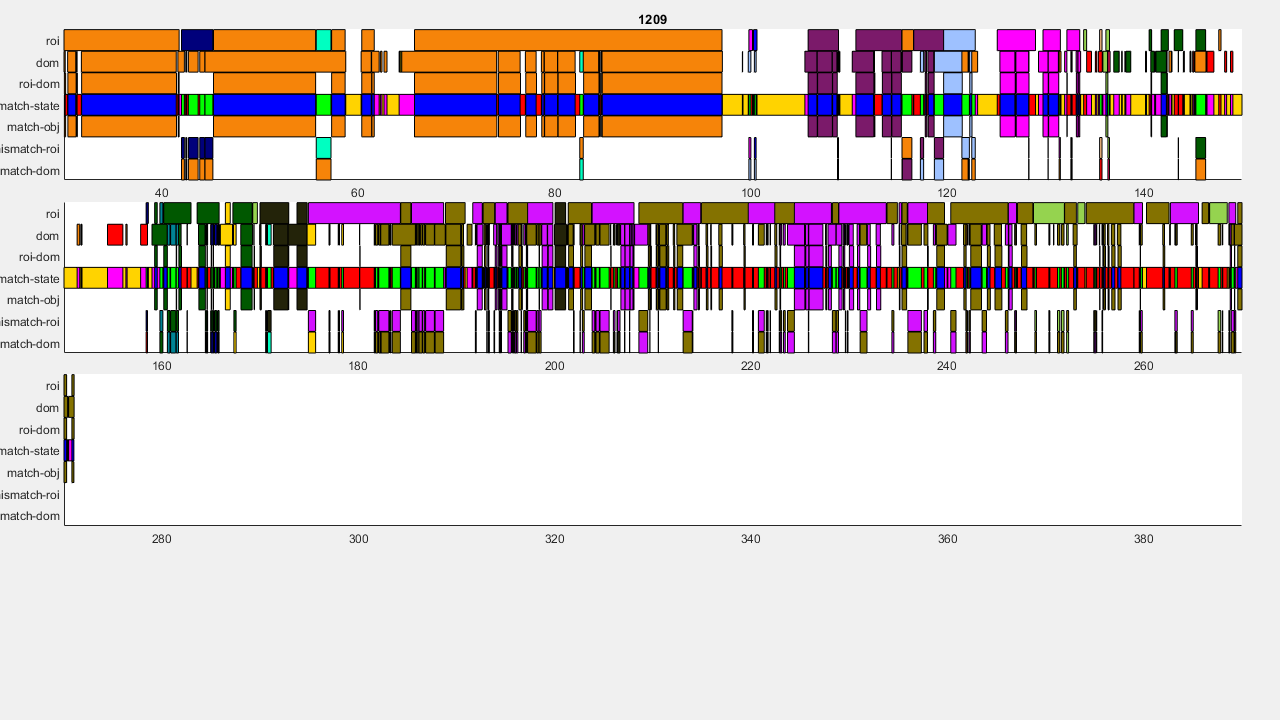 1209
roi
dom
roi-dom
match-state
match-obj
ismatch-roi
match-dom
40 60 80 100 120 140
roi
dom
roi-dom
match-state
match-obj
ismatch-roi
match-dom
160 180 200 220 240 260
roi
dom
roi-dom
match-state
match-obj
ismatch-roi
match-dom
280 300 320 340 360 380